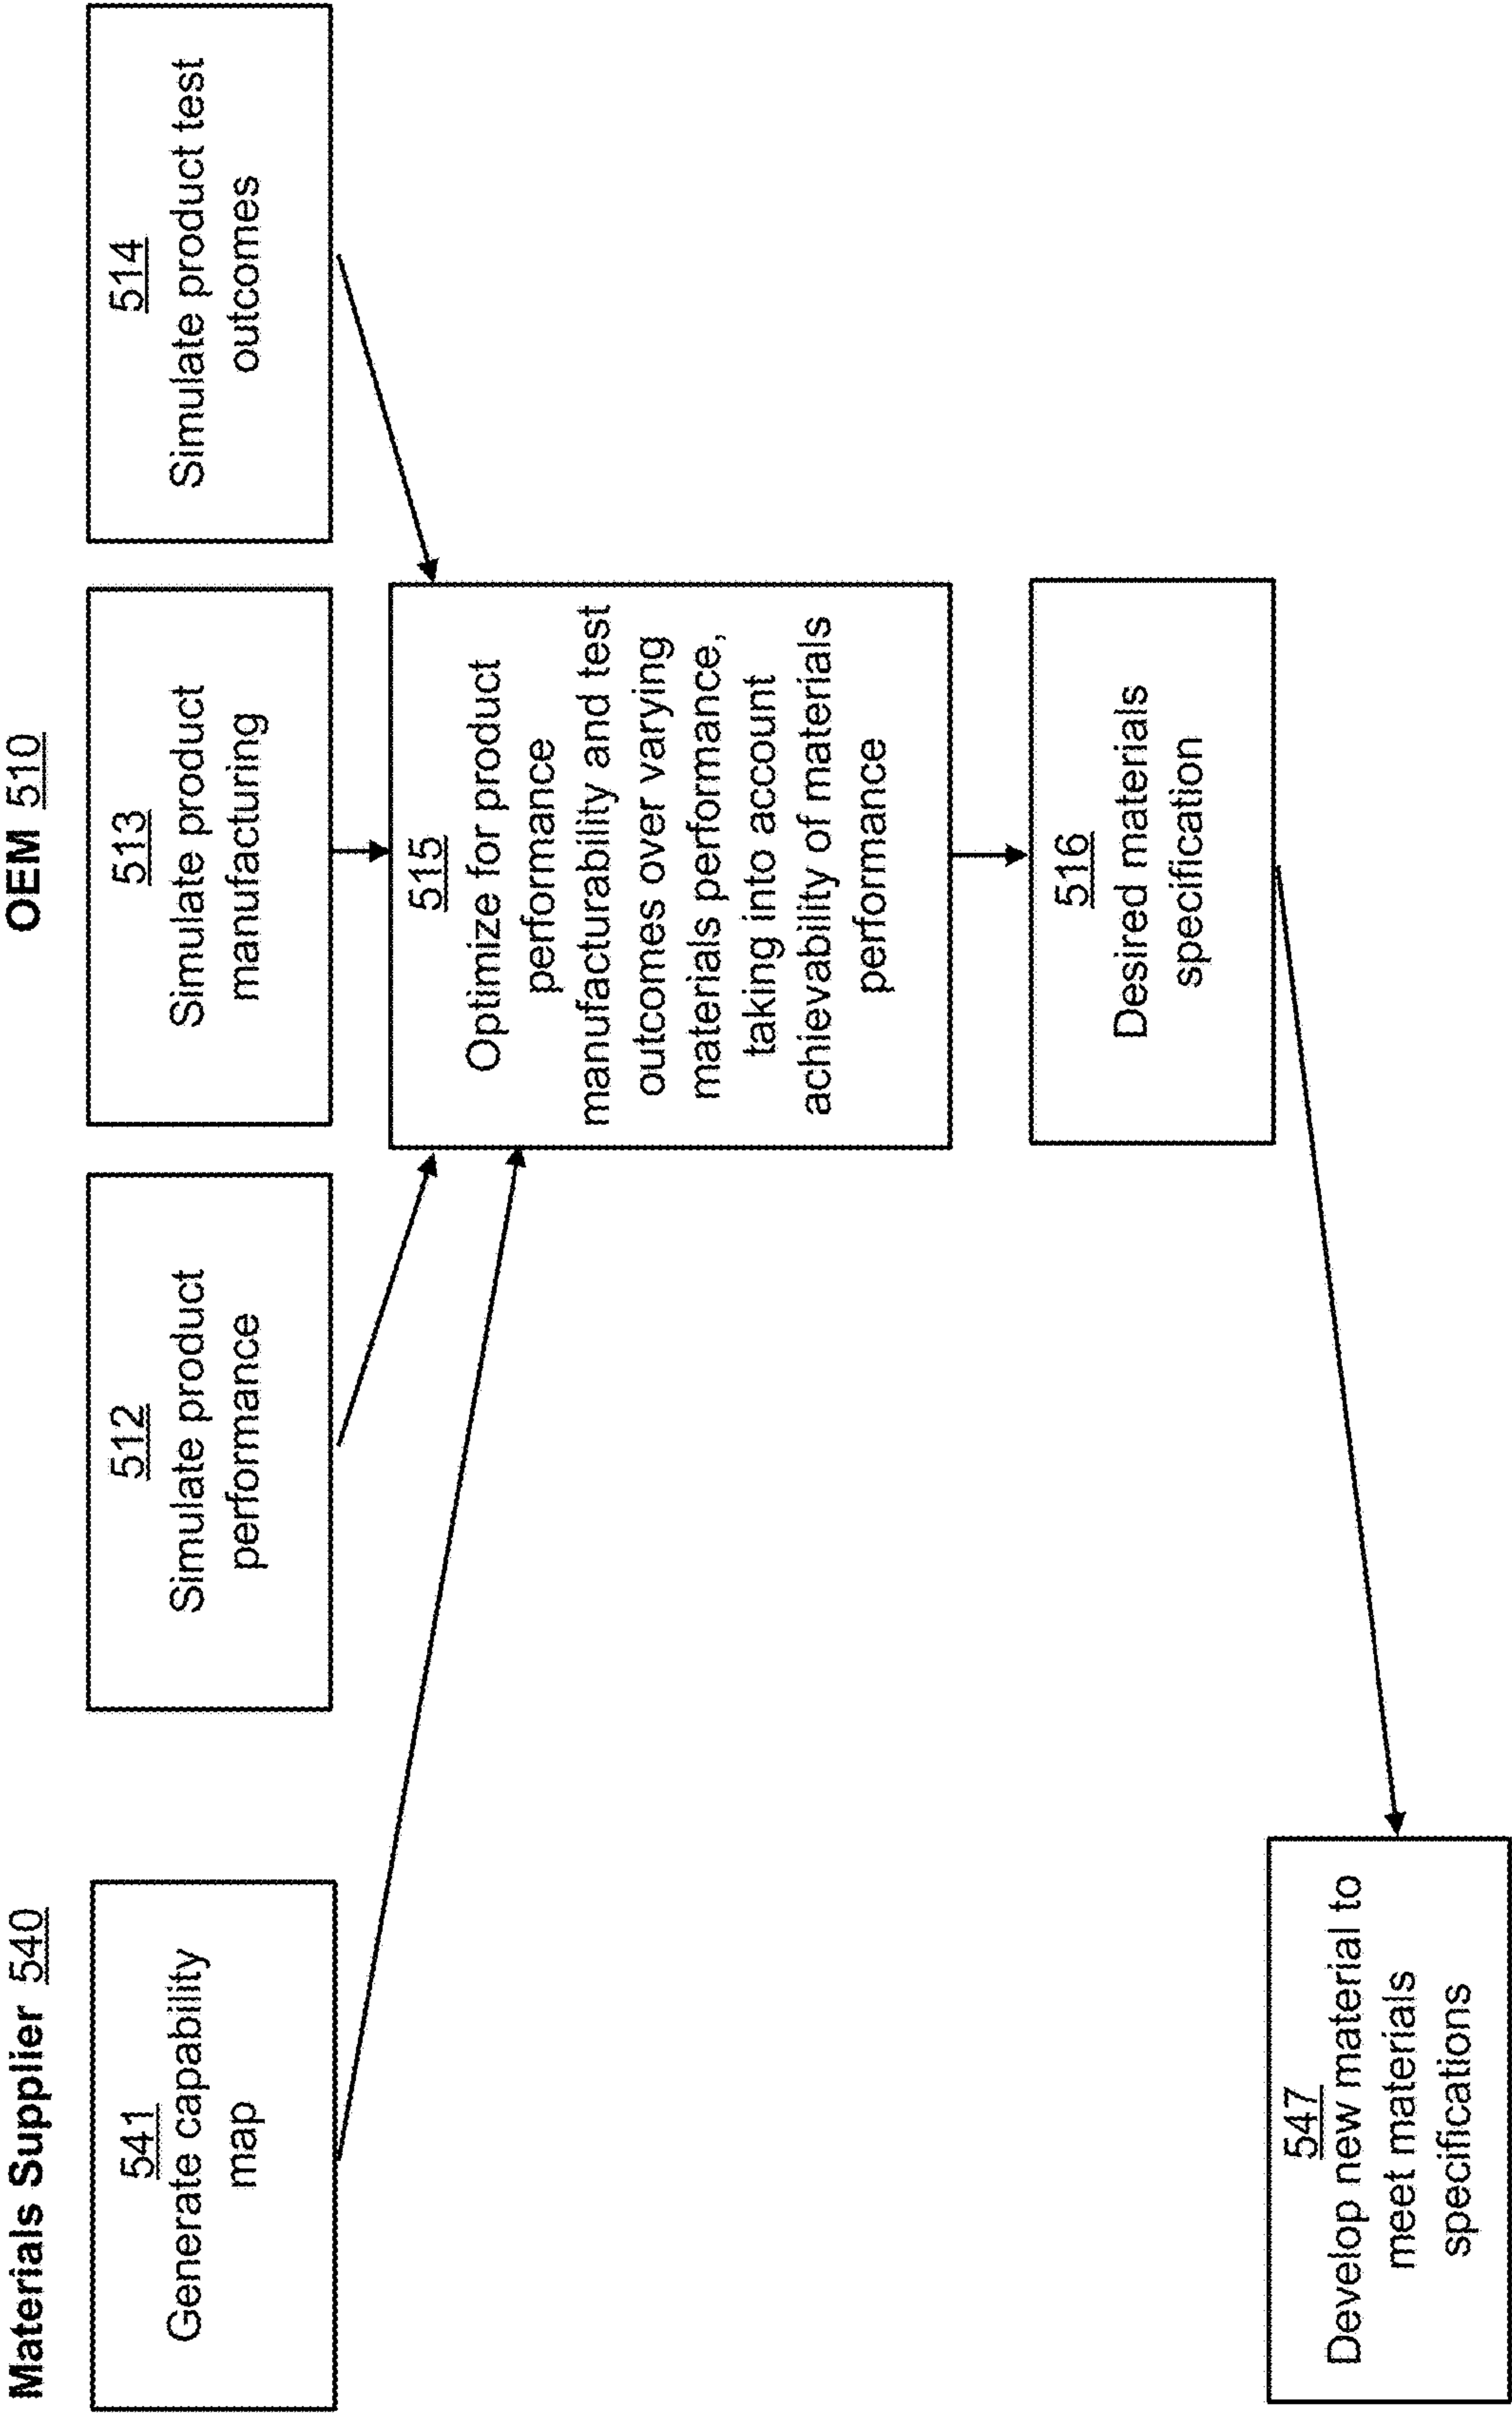 Materials Supplier 540
OEM 510
541
Generate capability
map
512
Simulate product
performance
513
Simulate product
manufacturing
514
Simulate product test
outcomes
515
Optimize for product
performance
manufacturability and test
outcomes over varying
materials performance,
taking into account
achievability of materials
performance
516
Desired materials
specification
547
Develop new material to
meet materials
specifications